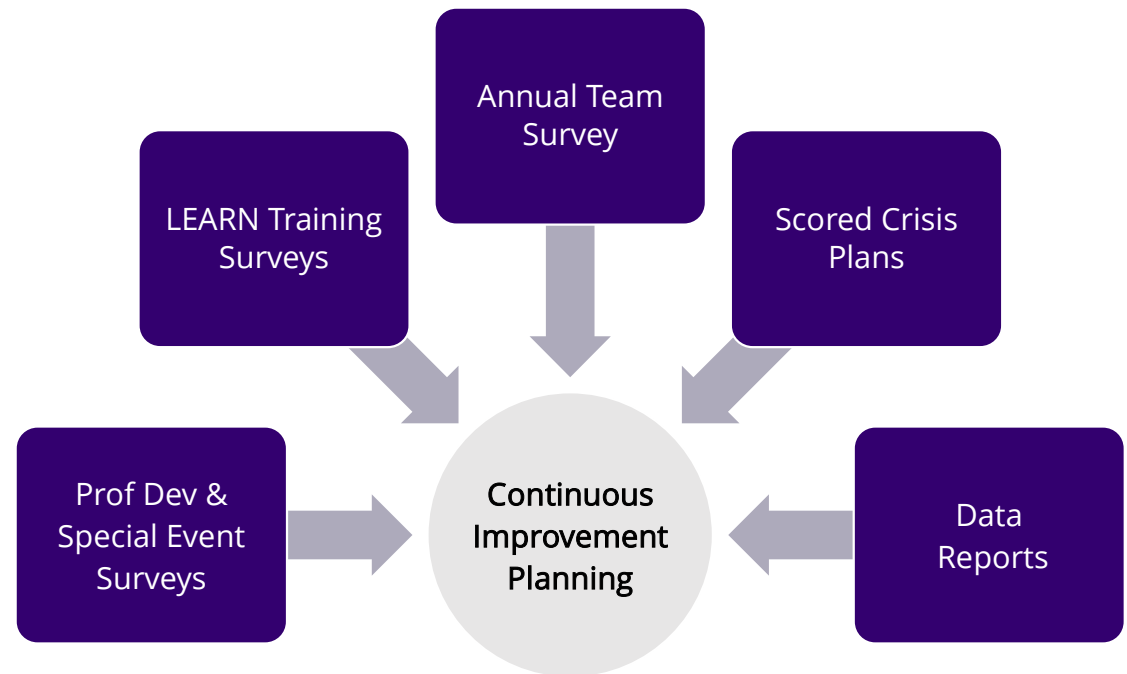 Annual Team
Survey
LEARN Training
Surveys
Scored Crisis
Plans
Prof Dev &
Special Event
Surveys
Continuous
Improvement
Planning
Data
Reports